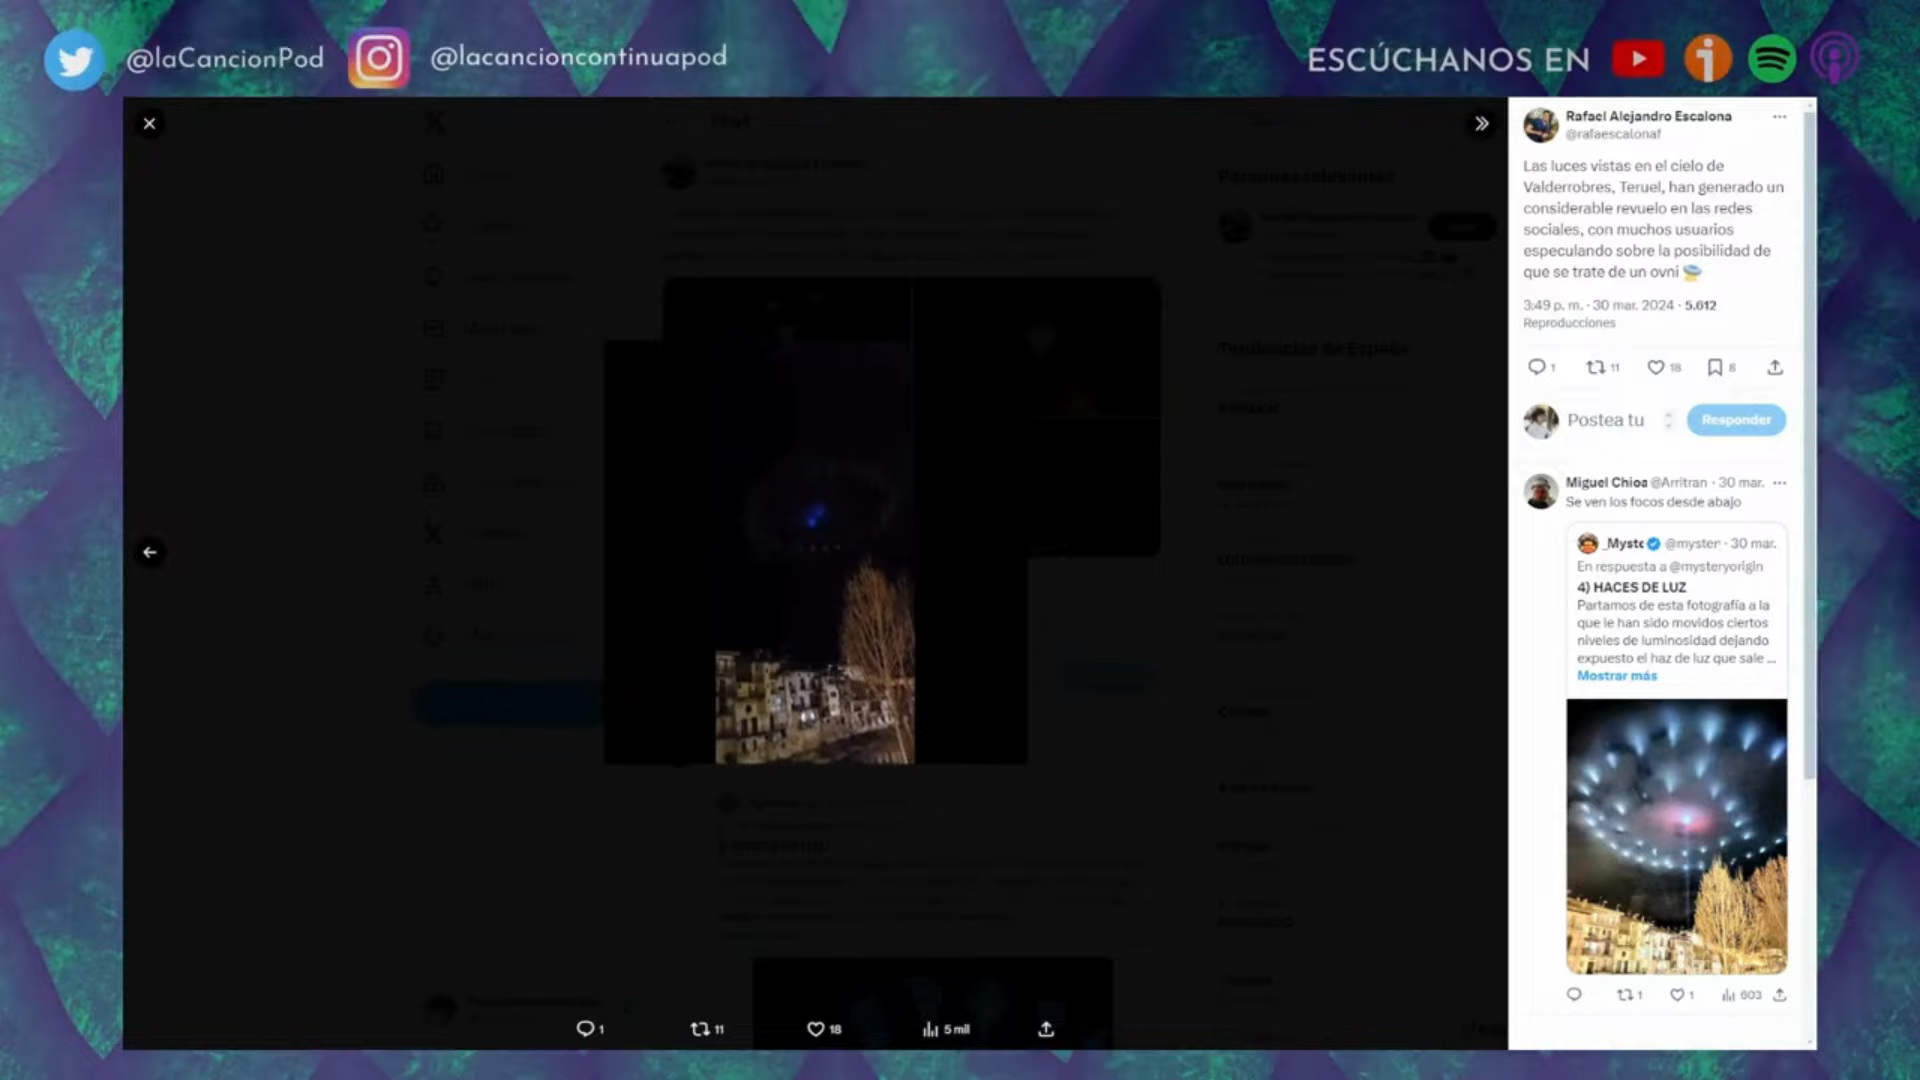 @laCancionPod
@lacancioncontinuapod
ESCÚCHANOS EN
Rafael Alejandro Escalona
@rafaescalonaf
Las luces vistas en el cielo de
Valderrobres, Teruel, han generado un
considerable revuelo en las redes
sociales, con muchos usuarios
especulando sobre la posibilidad de
que se trate de un ovni
3:49 p. m. · 30 mar. 2024 · 5.612
Reproducciones
1 11 18 8
Postea tu
Responder
Miguel Chioa @Arritran · 30 mar.
Se ven los focos desde abajo
_Myste @myster · 30 mar.
En respuesta a @mysteryorigin
4) HACES DE LUZ
Partamos de esta fotografía a la
que le han sido movidos ciertos
niveles de luminosidad dejando
expuesto el haz de luz que sale ...
Mostrar más
1 1 603
1 11 18 5 mil
Tendencias de España